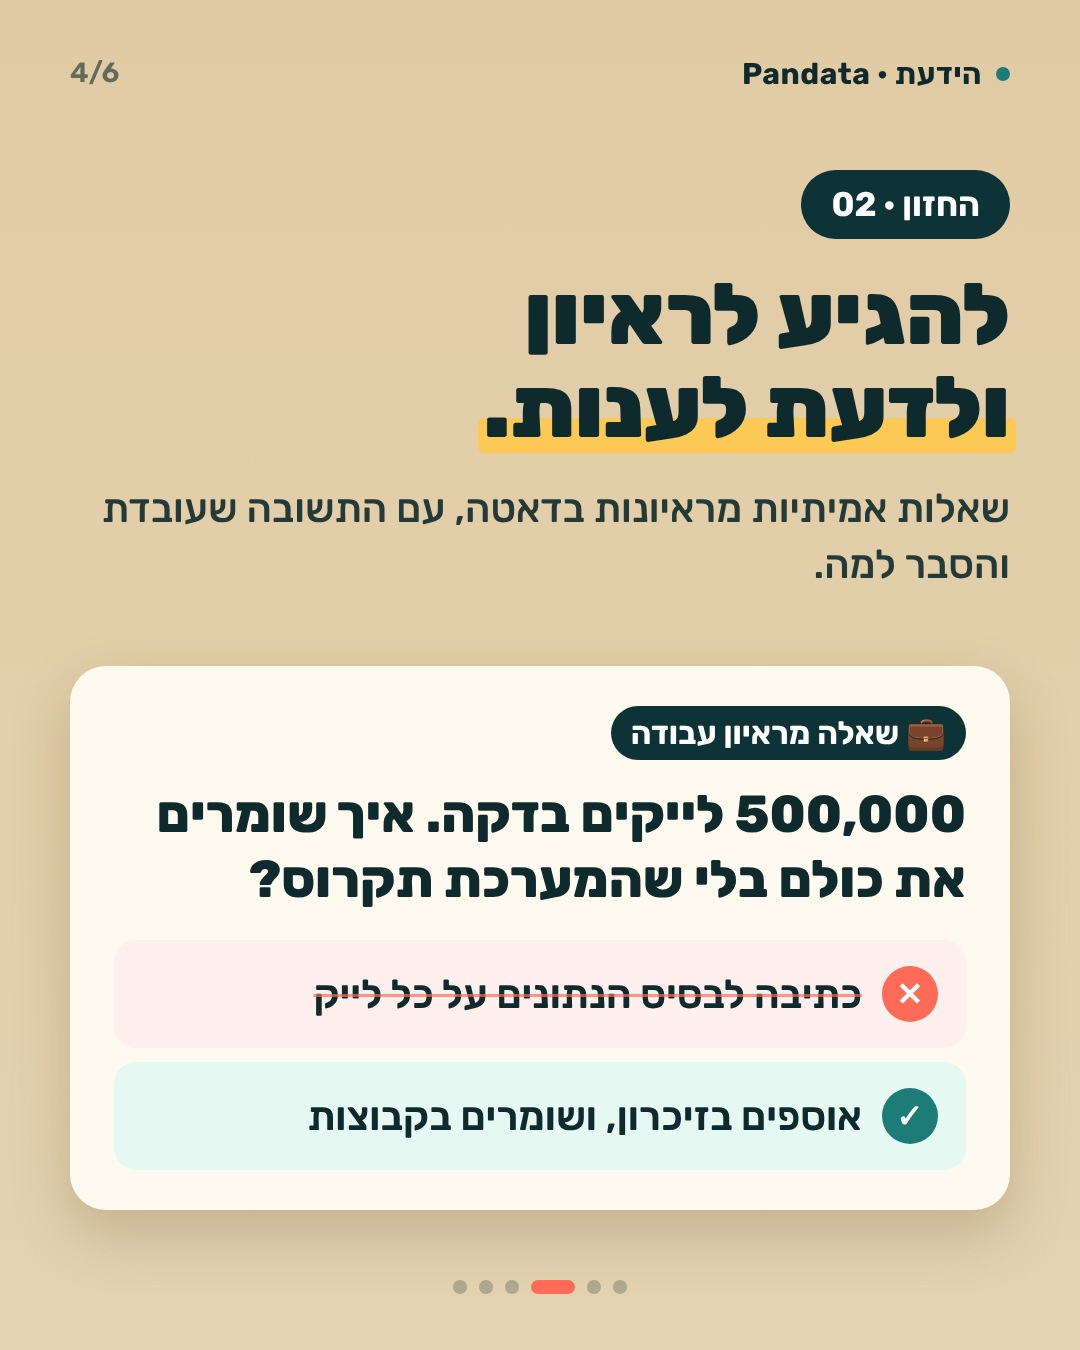 הידעת • Pandata
4/6
החזון • 02
להגיע לראיון
ולדעת לענות.
שאלות אמיתיות מראיונות בדאטה, עם התשובה שעובדת
והסבר למה.
💼 שאלה מראיון עבודה
500,000 לייקים בדקה. איך שומרים
את כולם בלי שהמערכת תקרוס?
✕ כתיבה לבסיס הנתונים על כל לייק
✓ אוספים בזיכרון, ושומרים בקבוצות